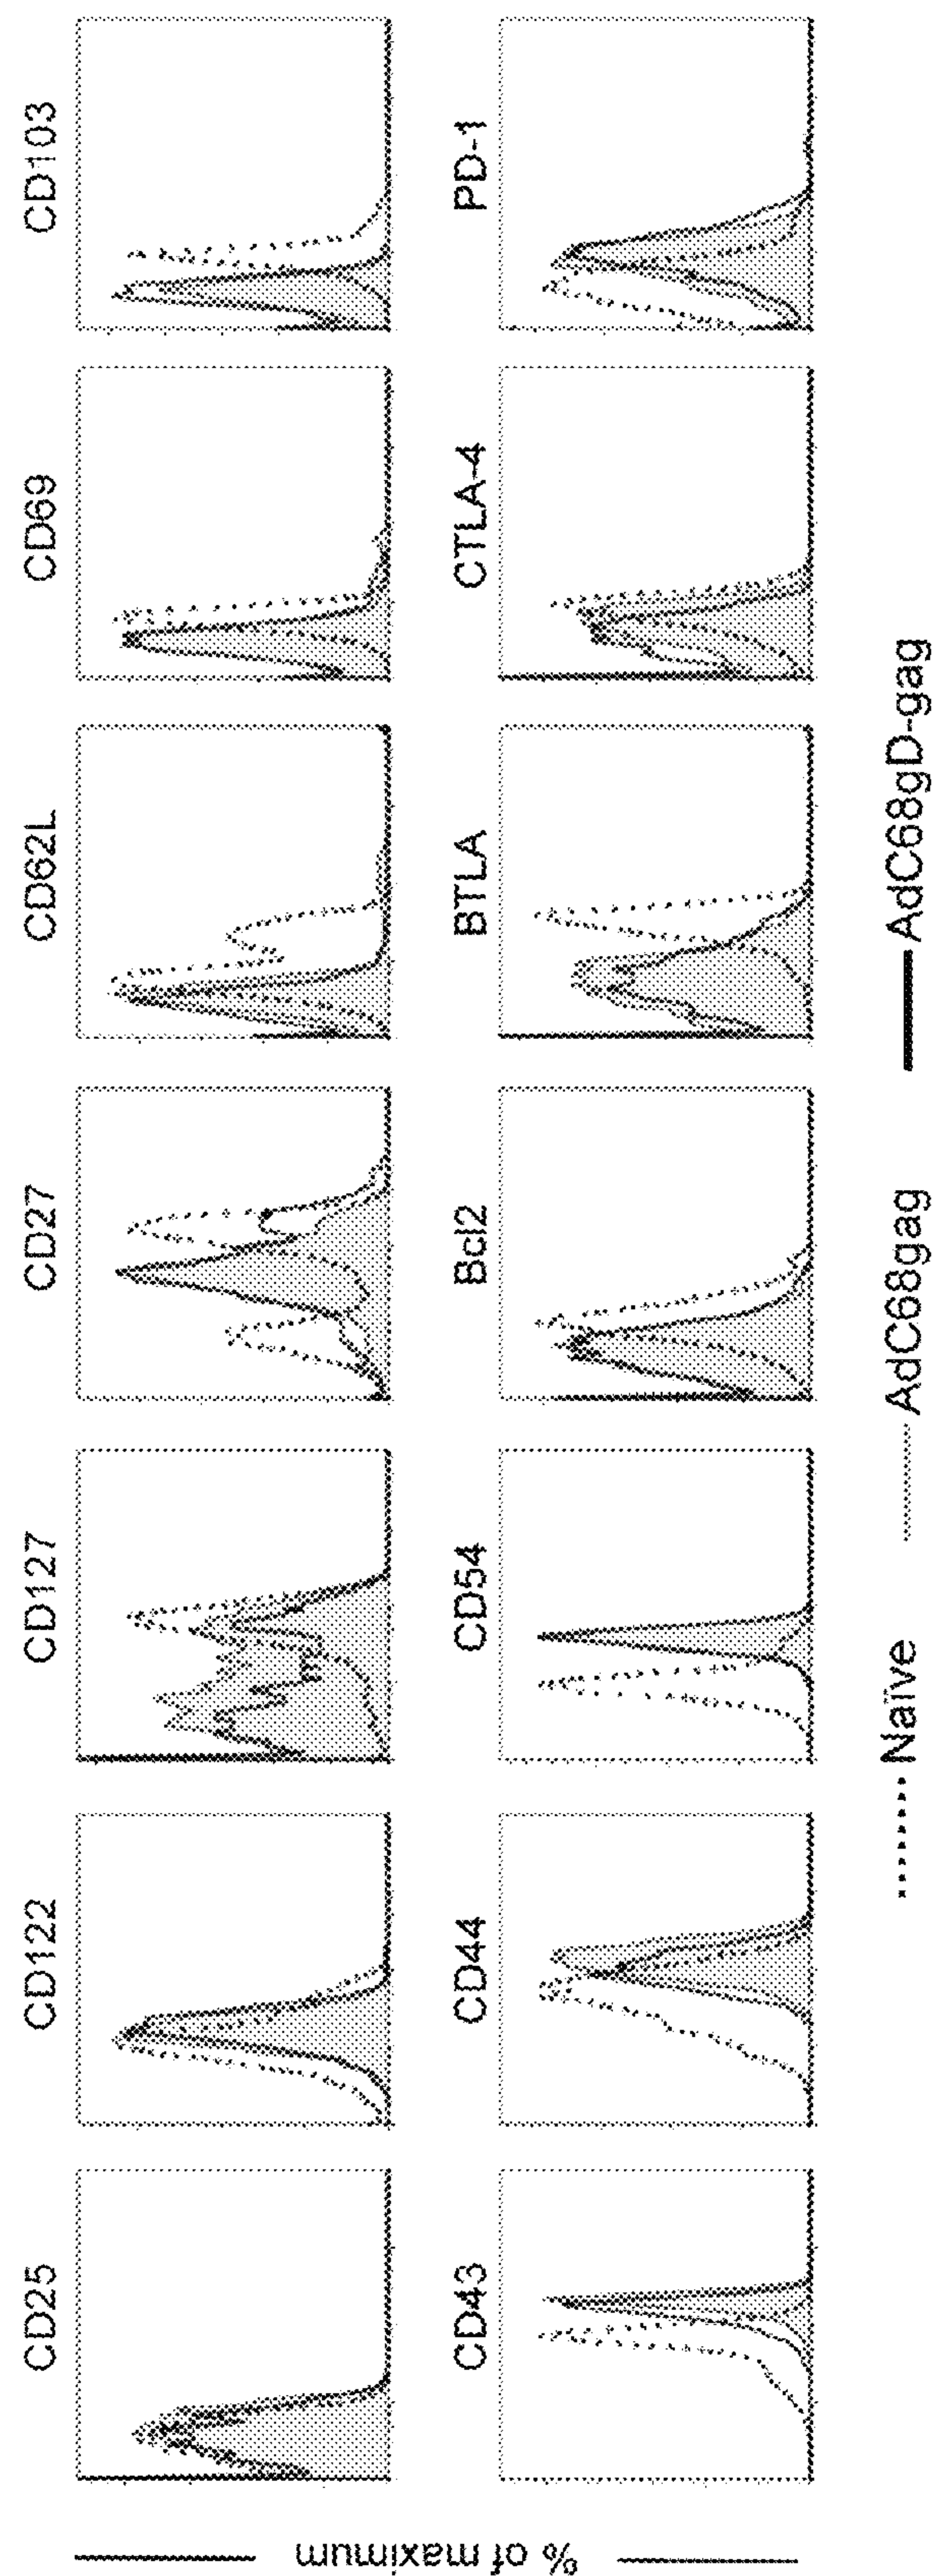 % of maximum
CD25 CD122 CD127 CD27 CD62L CD69 CD103
CD43 CD44 CD54 Bcl2 BTLA CTLA-4 PD-1
Naïve AdC68gag AdC68gD-gag